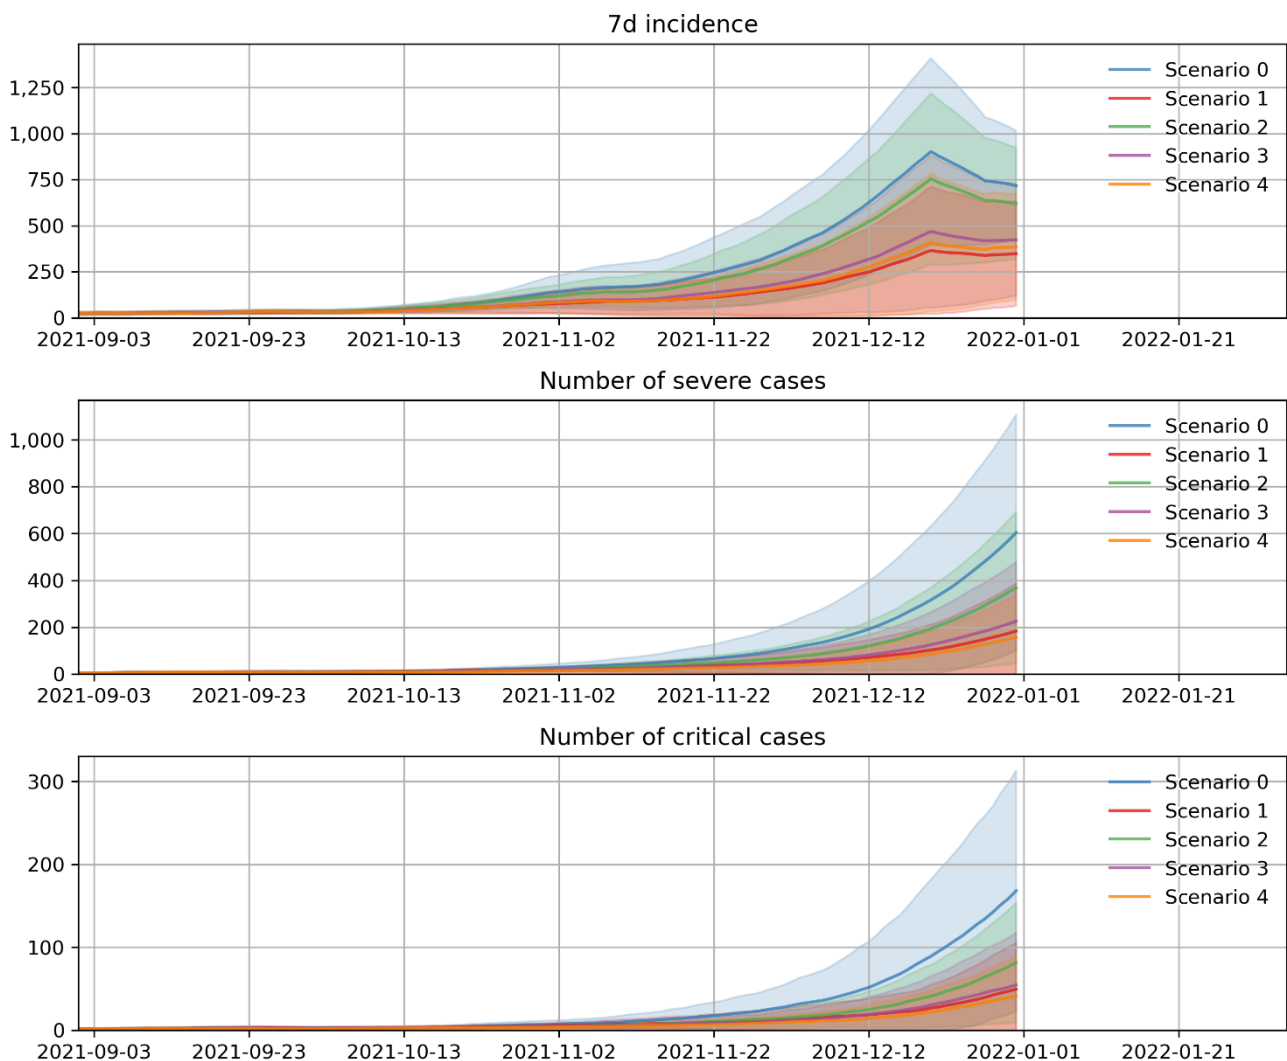 7d incidence
1,250
1,000
750
500
250
0
Scenario 0
Scenario 1
Scenario 2
Scenario 3
Scenario 4
2021-09-03 2021-09-23 2021-10-13 2021-11-02 2021-11-22 2021-12-12 2022-01-01 2022-01-21
Number of severe cases
1,000
800
600
400
200
0
Scenario 0
Scenario 1
Scenario 2
Scenario 3
Scenario 4
2021-09-03 2021-09-23 2021-10-13 2021-11-02 2021-11-22 2021-12-12 2022-01-01 2022-01-21
Number of critical cases
300
200
100
0
Scenario 0
Scenario 1
Scenario 2
Scenario 3
Scenario 4
2021-09-03 2021-09-23 2021-10-13 2021-11-02 2021-11-22 2021-12-12 2022-01-01 2022-01-21